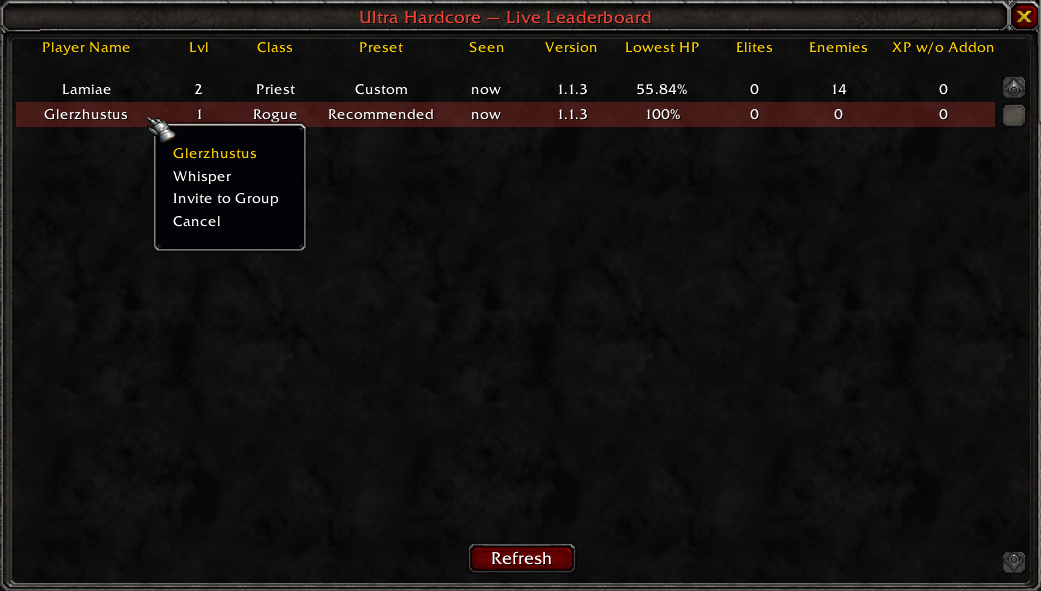 Ultra Hardcore — Live Leaderboard
Player Name Lvl Class Preset Seen Version Lowest HP Elites Enemies XP w/o Addon
Lamiae 2 Priest Custom now 1.1.3 55.84% 0 14 0
Glerzhustus 1 Rogue Recommended now 1.1.3 100% 0 0 0
Glerzhustus
Whisper
Invite to Group
Cancel
Refresh